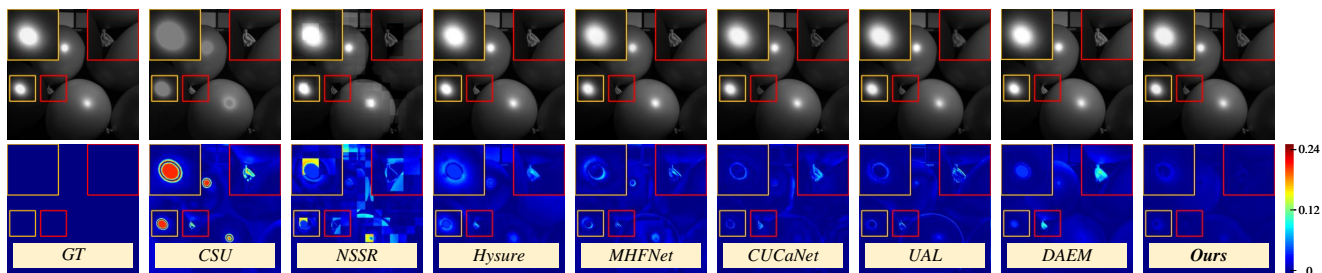 0.24
0.12
0
GT CSU NSSR Hysure MHFNet CUCaNet UAL DAEM Ours